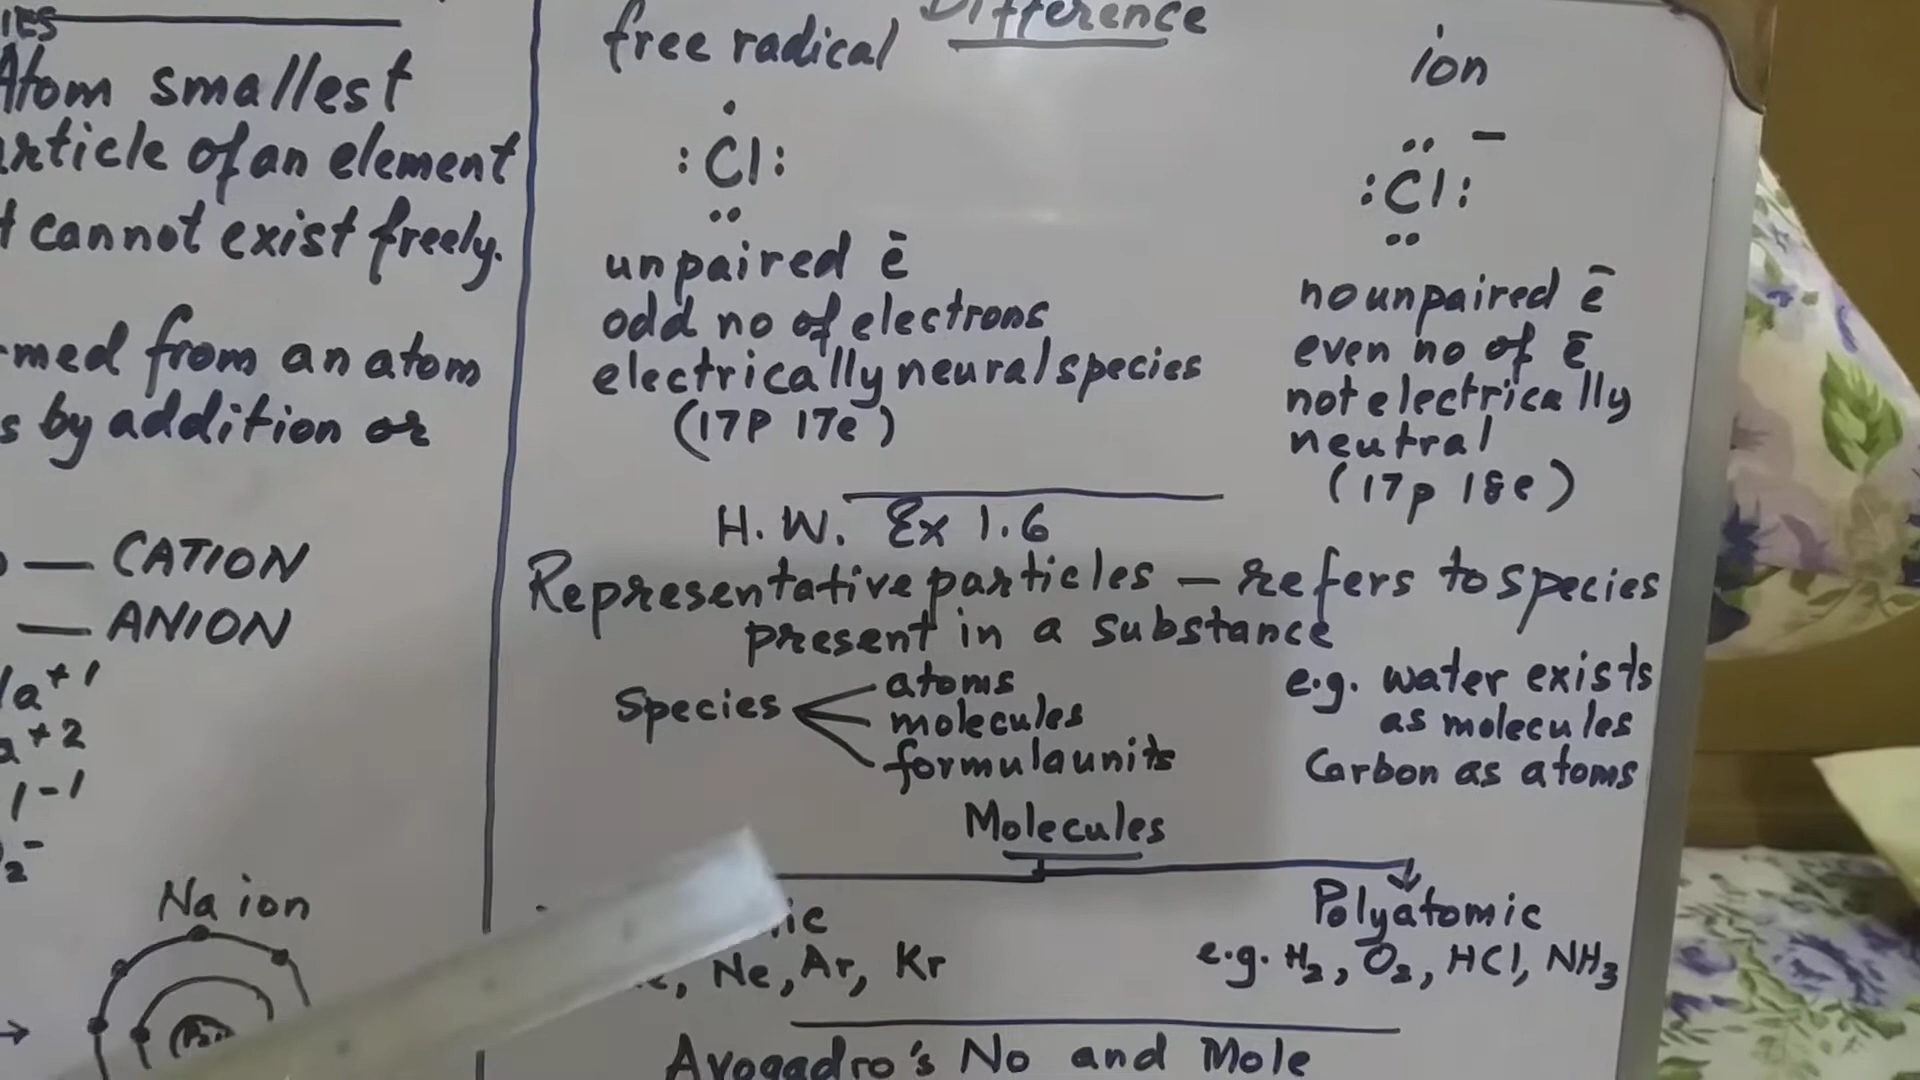 Atom smallest
of an element
cannot exist freely.
from an atom
by addition or
— CATION
— ANION
Na ion
Difference
free radical
ion
:Cl:
:Cl: −
unpaired ē
odd no of electrons
electrically neural species
(17P 17e⁻)
no unpaired ē
even no of ē
not electrically
neutral
(17p 18e)
H.W. Ex 1.6
Representative particles — refers to species
present in a substance
Species
atoms
molecules
formula units
e.g. water exists
as molecules
Carbon as atoms
Molecules
Ne, Ar, Kr
Polyatomic
e.g. H₂, O₂, HCl, NH₃
Avogadro's No and Mole